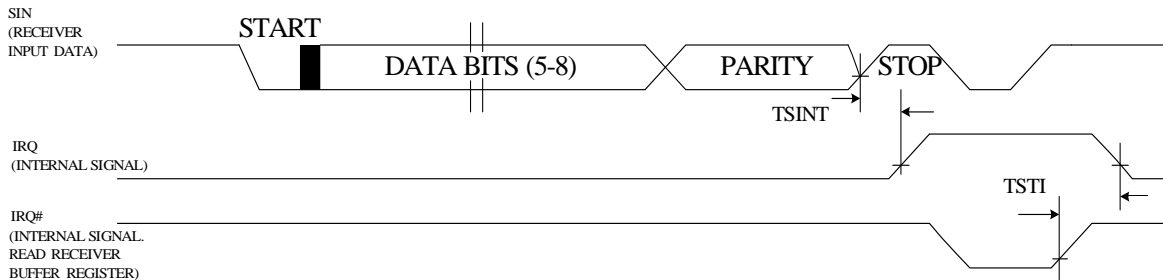 SIN
(RECEIVER
INPUT DATA)
START
DATA BITS (5-8)
PARITY
STOP
TSINT
IRQ
(INTERNAL SIGNAL)
TSTI
IRQ#
(INTERNAL SIGNAL.
READ RECEIVER
BUFFER REGISTER)